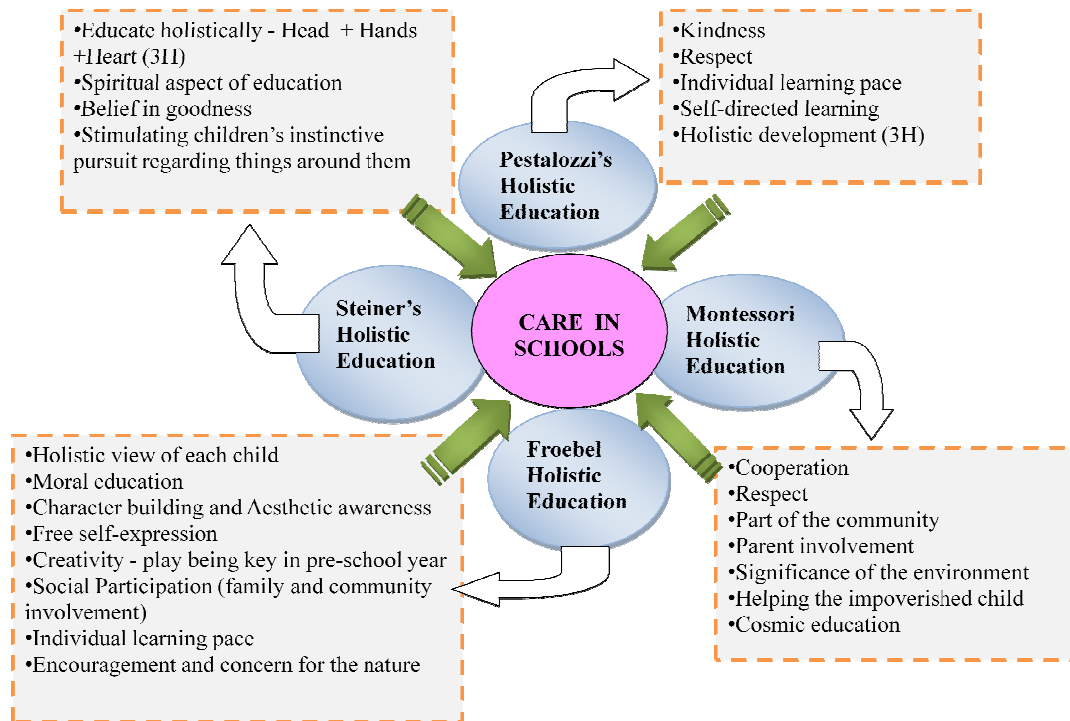 •Educate holistically - Head + Hands
+Heart (3H)
•Spiritual aspect of education
•Belief in goodness
•Stimulating children's instinctive
pursuit regarding things around them
•Kindness
•Respect
•Individual learning pace
•Self-directed learning
•Holistic development (3H)
Pestalozzi's
Holistic
Education
Steiner's
Holistic
Education
CARE IN
SCHOOLS
Montessori
Holistic
Education
Froebel
Holistic
Education
•Holistic view of each child
•Moral education
•Character building and Aesthetic awareness
•Free self-expression
•Creativity - play being key in pre-school year
•Social Participation (family and community
involvement)
•Individual learning pace
•Encouragement and concern for the nature
•Cooperation
•Respect
•Part of the community
•Parent involvement
•Significance of the environment
•Helping the impoverished child
•Cosmic education